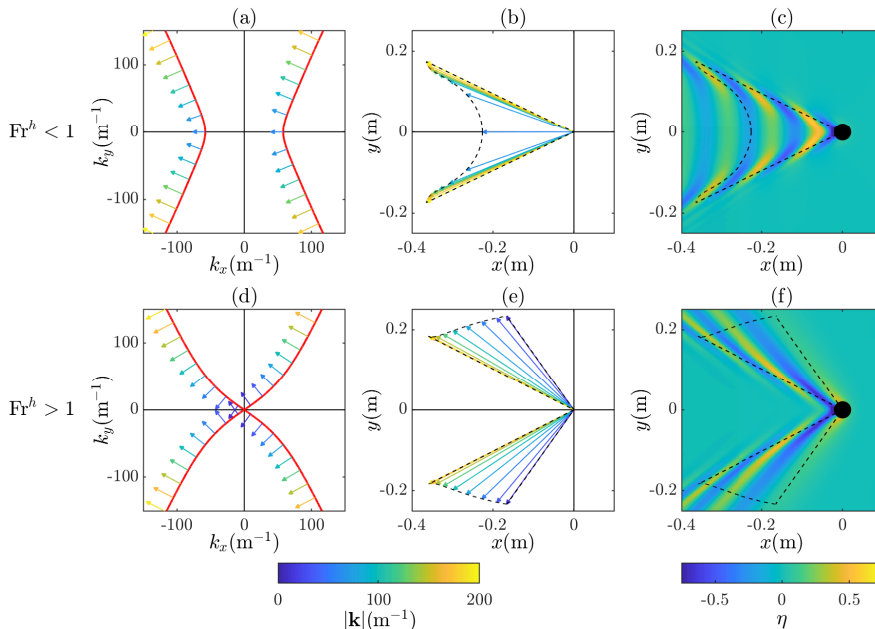 (a) (b) (c)
Fr^h < 1
k_y(m^{-1})
100
0
-100
-100 0 100
k_x(m^{-1})
y(m)
0.2
0
-0.2
-0.4 -0.2 0
x(m)
y(m)
0.2
0
-0.2
-0.4 -0.2 0
x(m)
(d) (e) (f)
Fr^h > 1
k_y(m^{-1})
100
0
-100
-100 0 100
k_x(m^{-1})
y(m)
0.2
0
-0.2
-0.4 -0.2 0
x(m)
y(m)
0.2
0
-0.2
-0.4 -0.2 0
x(m)
0 100 200
|k|(m^{-1})
-0.5 0 0.5
η